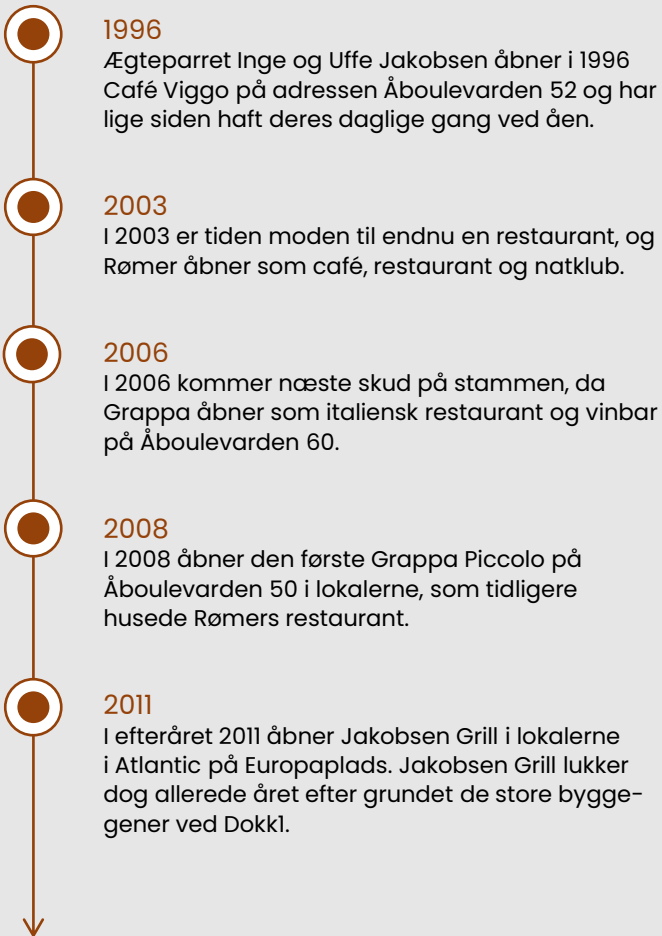 1996
Ægteparret Inge og Uffe Jakobsen åbner i 1996
Café Viggo på adressen Åboulevarden 52 og har
lige siden haft deres daglige gang ved åen.
2003
I 2003 er tiden moden til endnu en restaurant, og
Rømer åbner som café, restaurant og natklub.
2006
I 2006 kommer næste skud på stammen, da
Grappa åbner som italiensk restaurant og vinbar
på Åboulevarden 60.
2008
I 2008 åbner den første Grappa Piccolo på
Åboulevarden 50 i lokalerne, som tidligere
husede Rømers restaurant.
2011
I efteråret 2011 åbner Jakobsen Grill i lokalerne
i Atlantic på Europaplads. Jakobsen Grill lukker
dog allerede året efter grundet de store bygge-
gener ved Dokk1.